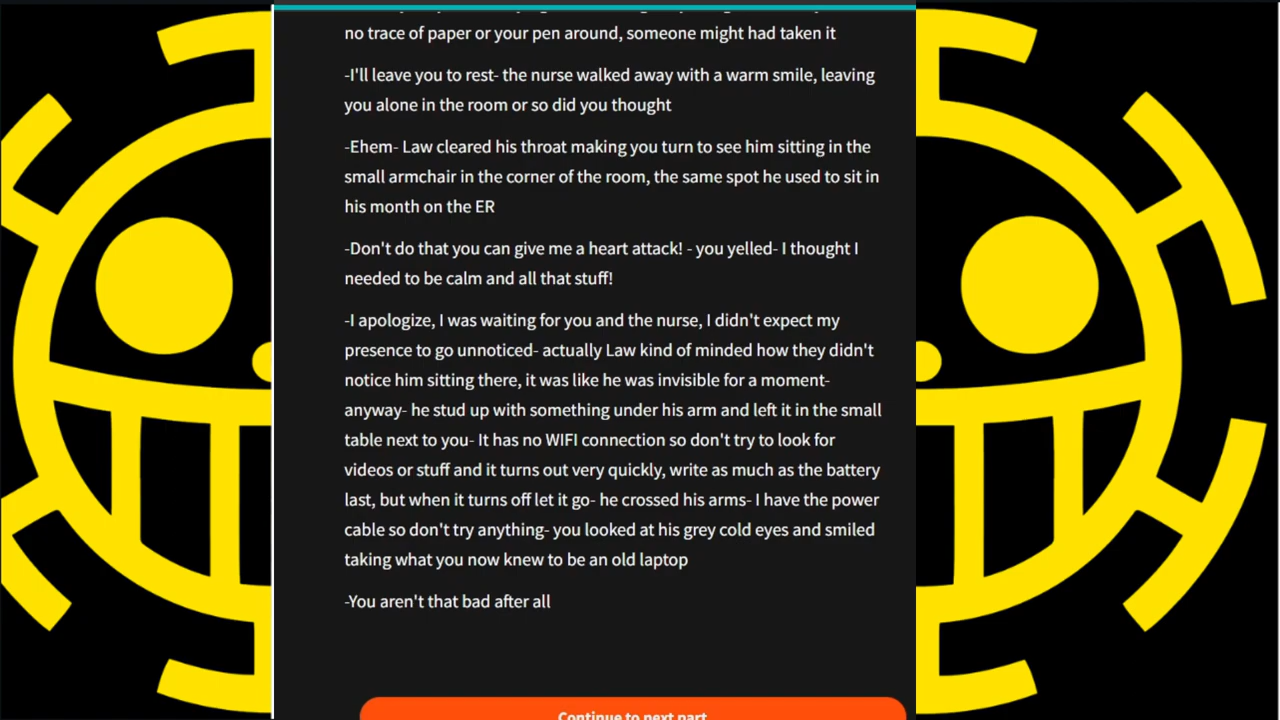 no trace of paper or your pen around, someone might had taken it
-I'll leave you to rest- the nurse walked away with a warm smile, leaving
you alone in the room or so did you thought
-Ehem- Law cleared his throat making you turn to see him sitting in the
small armchair in the corner of the room, the same spot he used to sit in
his month on the ER
-Don't do that you can give me a heart attack! - you yelled- I thought I
needed to be calm and all that stuff!
-I apologize, I was waiting for you and the nurse, I didn't expect my
presence to go unnoticed- actually Law kind of minded how they didn't
notice him sitting there, it was like he was invisible for a moment-
anyway- he stud up with something under his arm and left it in the small
table next to you- It has no WIFI connection so don't try to look for
videos or stuff and it turns out very quickly, write as much as the battery
last, but when it turns off let it go- he crossed his arms- I have the power
cable so don't try anything- you looked at his grey cold eyes and smiled
taking what you now knew to be an old laptop
-You aren't that bad after all
Continue to next part